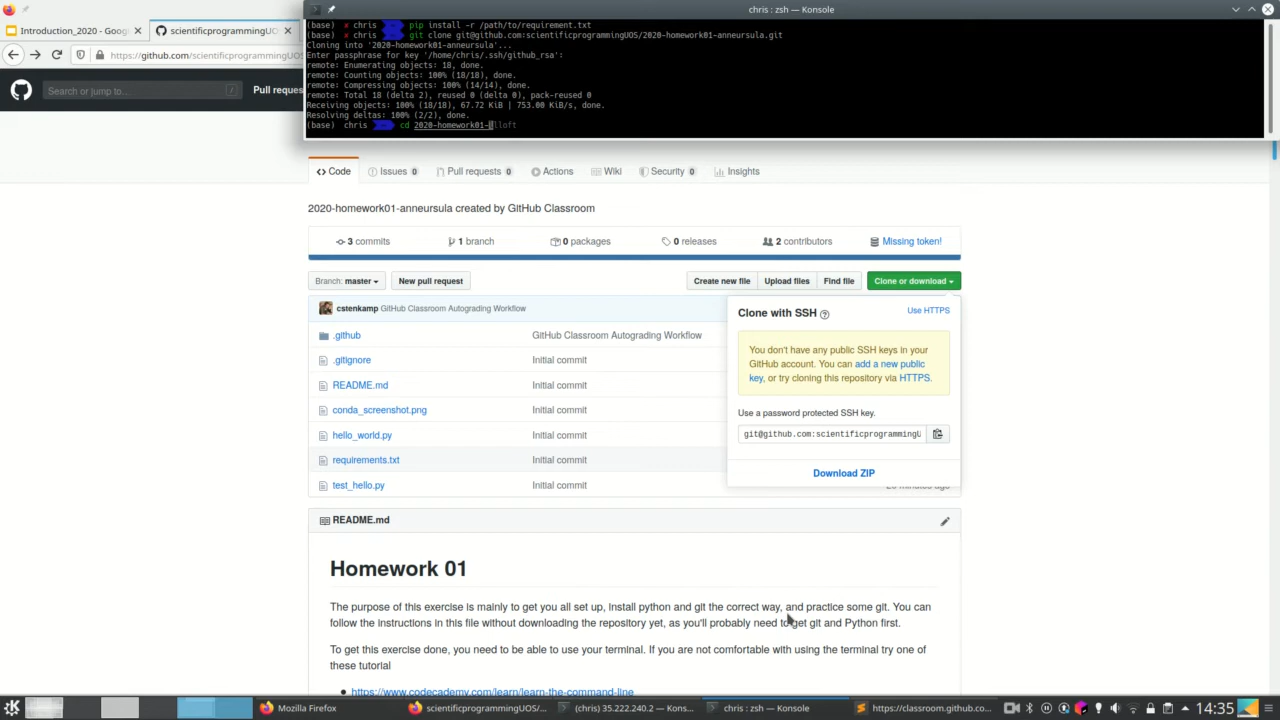 chris : zsh — Konsole
Introduction_2020 - Goog
scientificprogrammingUOS
https://github.com/scientificprogrammingUOS
Search or jump to...
/
Pull reques
(base) ✗ chris pip install -r /path/to/requirement.txt
(base) ✗ chris git clone git@github.com:scientificprogrammingUOS/2020-homework01-anneursula.git
Cloning into '2020-homework01-anneursula'...
Enter passphrase for key '/home/chris/.ssh/github_rsa':
remote: Enumerating objects: 18, done.
remote: Counting objects: 100% (18/18), done.
remote: Compressing objects: 100% (14/14), done.
remote: Total 18 (delta 2), reused 0 (delta 0), pack-reused 0
Receiving objects: 100% (18/18), 67.72 KiB | 753.00 KiB/s, done.
Resolving deltas: 100% (2/2), done.
(base) chris cd 2020-homework01-lloft
Code
Issues 0
Pull requests 0
Actions
Wiki
Security 0
Insights
2020-homework01-anneursula created by GitHub Classroom
3 commits
1 branch
0 packages
0 releases
2 contributors
Missing token!
Branch: master
New pull request
Create new file
Upload files
Find file
Clone or download
cstenkamp GitHub Classroom Autograding Workflow
.github GitHub Classroom Autograding Workflow
.gitignore Initial commit
README.md Initial commit
conda_screenshot.png Initial commit
hello_world.py Initial commit
requirements.txt Initial commit
test_hello.py Initial commit
20 minutes ago
Clone with SSH
Use HTTPS
You don't have any public SSH keys in your
GitHub account. You can add a new public
key, or try cloning this repository via HTTPS.
Use a password protected SSH key.
git@github.com:scientificprogrammingU
Download ZIP
README.md
Homework 01
The purpose of this exercise is mainly to get you all set up, install python and git the correct way, and practice some git. You can
follow the instructions in this file without downloading the repository yet, as you'll probably need to get git and Python first.
To get this exercise done, you need to be able to use your terminal. If you are not comfortable with using the terminal try one of
these tutorial
https://www.codecademy.com/learn/learn-the-command-line
Mozilla Firefox
scientificprogrammingUOS/...
(chris) 35.222.240.2 — Kons...
chris : zsh — Konsole
https://classroom.github.co...
14:35